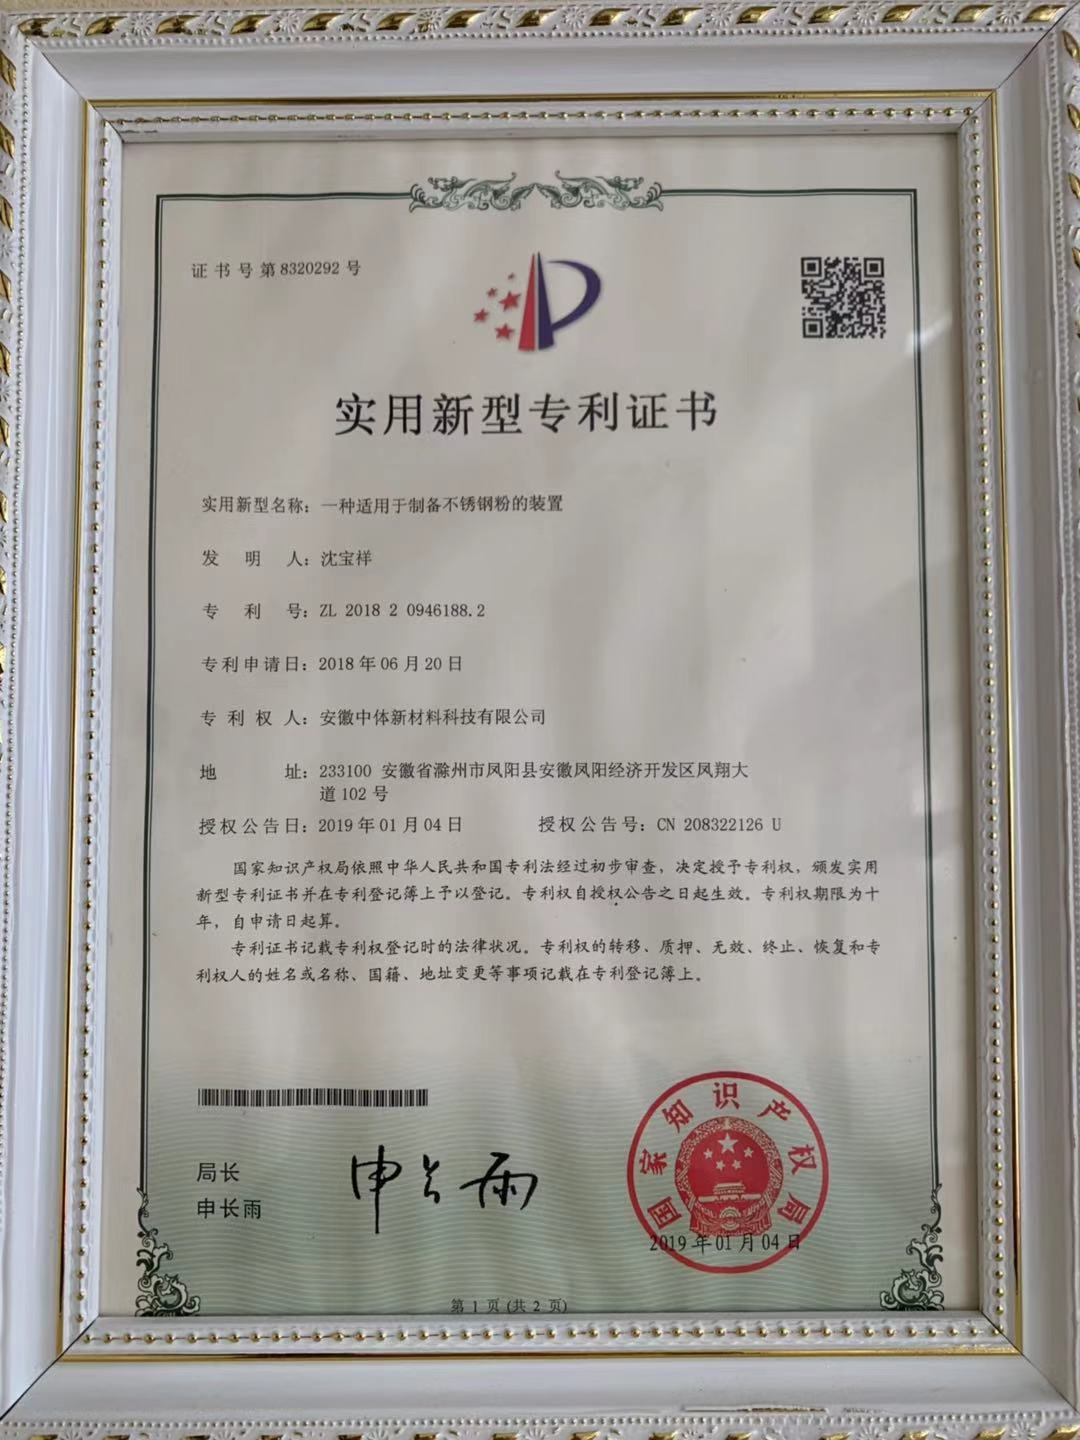 证书号第8320292号
实用新型专利证书
实用新型名称：一种适用于制备不锈钢粉的装置
发明人：沈宝祥
专利号：ZL 2018 2 0946188.2
专利申请日：2018年06月20日
专利权人：安徽中体新材料科技有限公司
地址：233100 安徽省滁州市凤阳县安徽凤阳经济开发区凤翔大
道102号
授权公告日：2019年01月04日 授权公告号：CN 208322126 U
国家知识产权局依照中华人民共和国专利法经过初步审查，决定授予专利权，颁发实用
新型专利证书并在专利登记簿上予以登记。专利权自授权公告之日起生效。专利权期限为十
年，自申请日起算。
专利证书记载专利权登记时的法律状况。专利权的转移、质押、无效、终止、恢复和专
利权人的姓名或名称、国籍、地址变更等事项记载在专利登记簿上。
局长
申长雨
申长雨
国家知识产权局
2019年01月04日
第 1 页 (共 2 页)